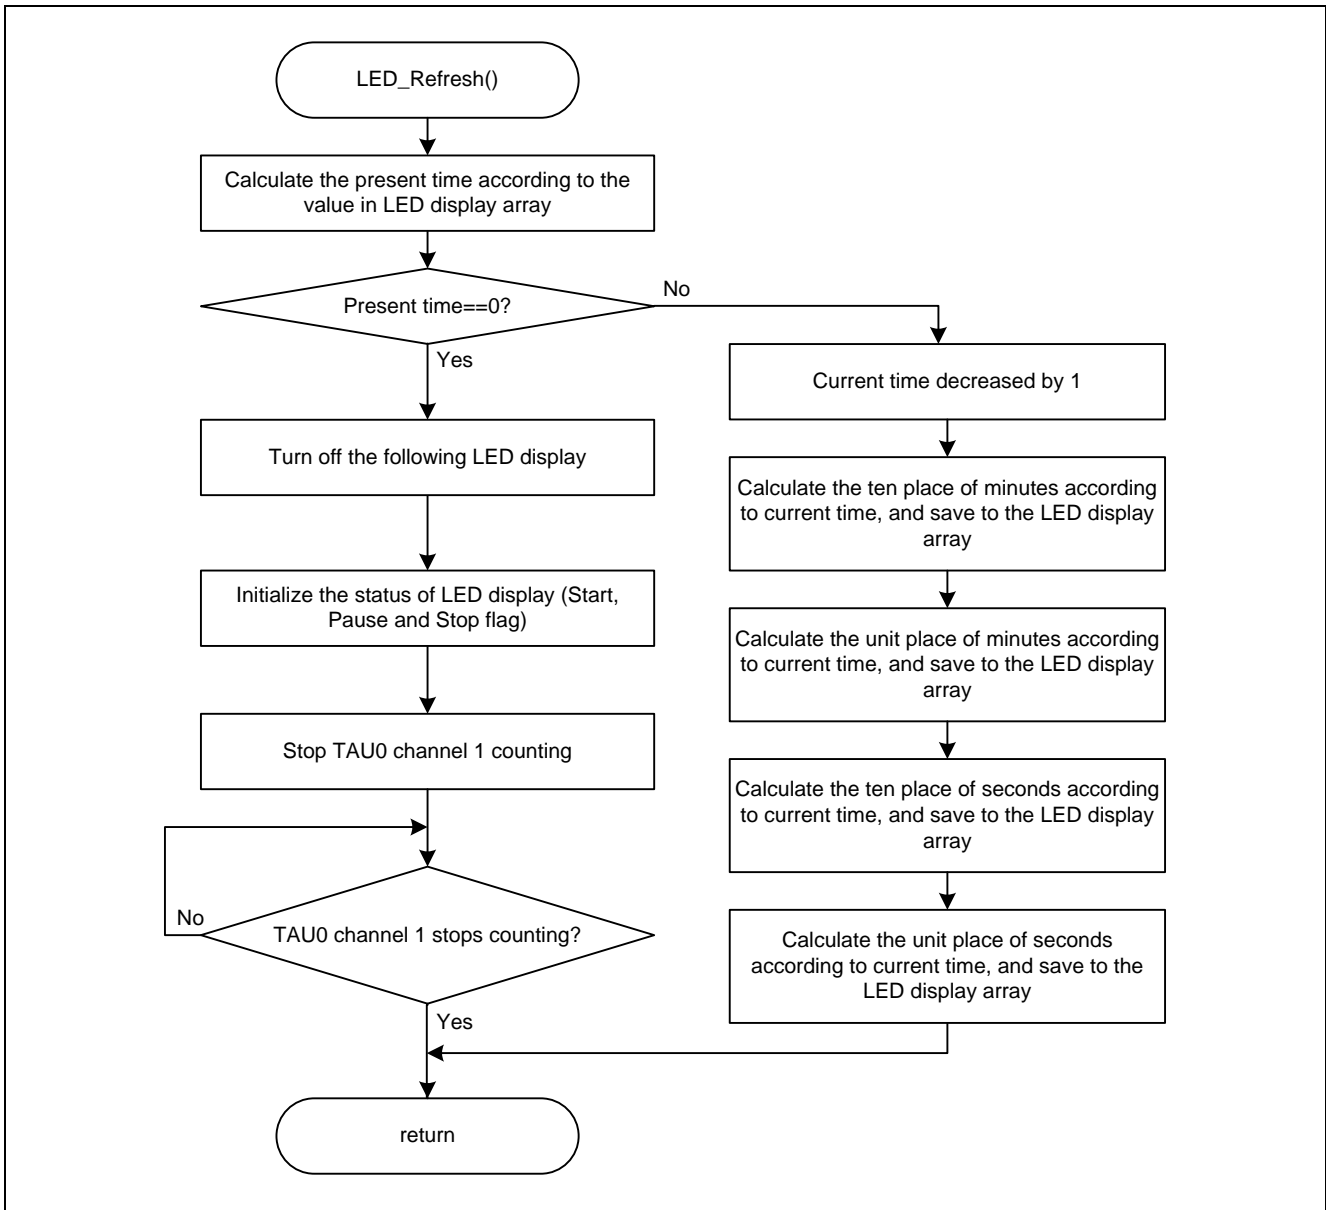 LED_Refresh()
Calculate the present time according to the
value in LED display array
Present time==0?
No
Yes
Current time decreased by 1
Turn off the following LED display
Calculate the ten place of minutes according
to current time, and save to the LED display
array
Initialize the status of LED display (Start,
Pause and Stop flag)
Calculate the unit place of minutes according
to current time, and save to the LED display
array
Stop TAU0 channel 1 counting
Calculate the ten place of seconds according
to current time, and save to the LED display
array
No
TAU0 channel 1 stops counting?
Calculate the unit place of seconds
according to current time, and save to the
LED display array
Yes
return